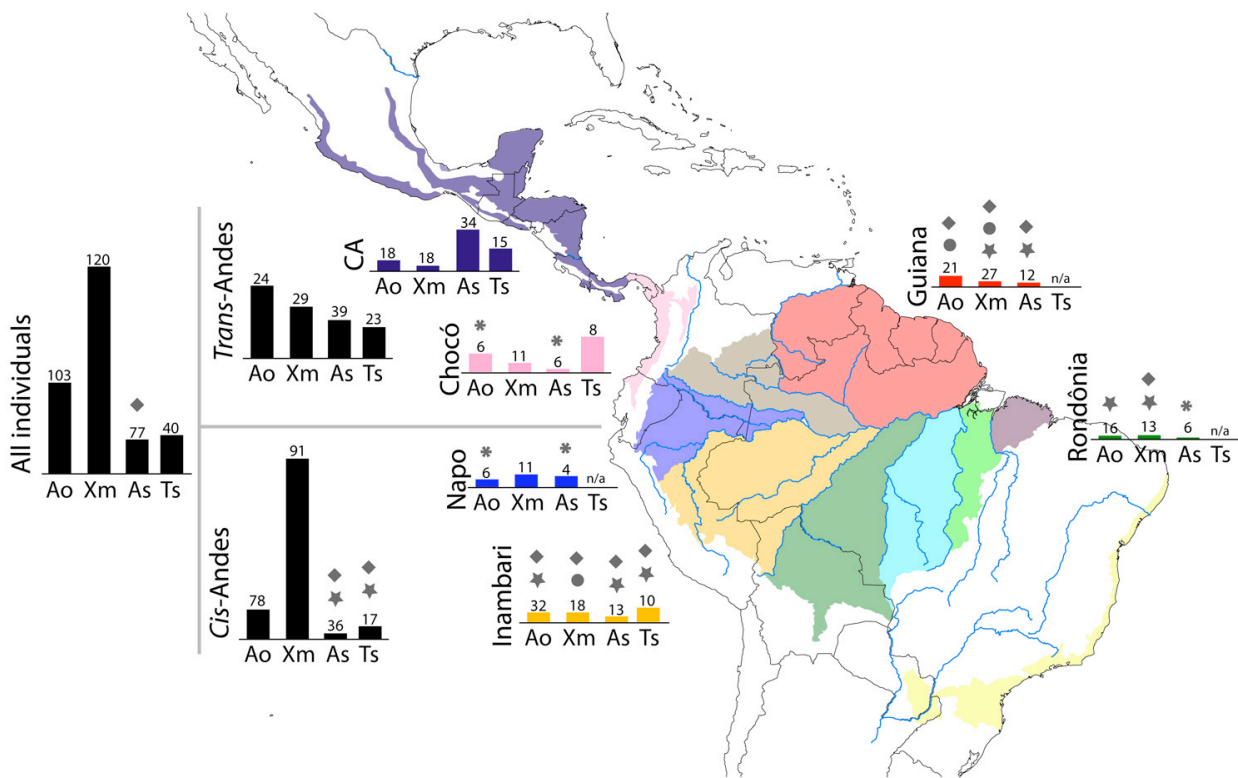 All individuals
103
120
77
40
Ao Xm As Ts
Trans-Andes
24
29
39
23
Ao Xm As Ts
Cis-Andes
78
91
36
17
Ao Xm As Ts
CA
18
18
34
15
Ao Xm As Ts
Chocó
6
11
6
8
Ao Xm As Ts
Napo
6
11
4
n/a
Ao Xm As Ts
Inambari
32
18
13
10
Ao Xm As Ts
Guiana
21
27
12
n/a
Ao Xm As Ts
Rondônia
16
13
6
n/a
Ao Xm As Ts